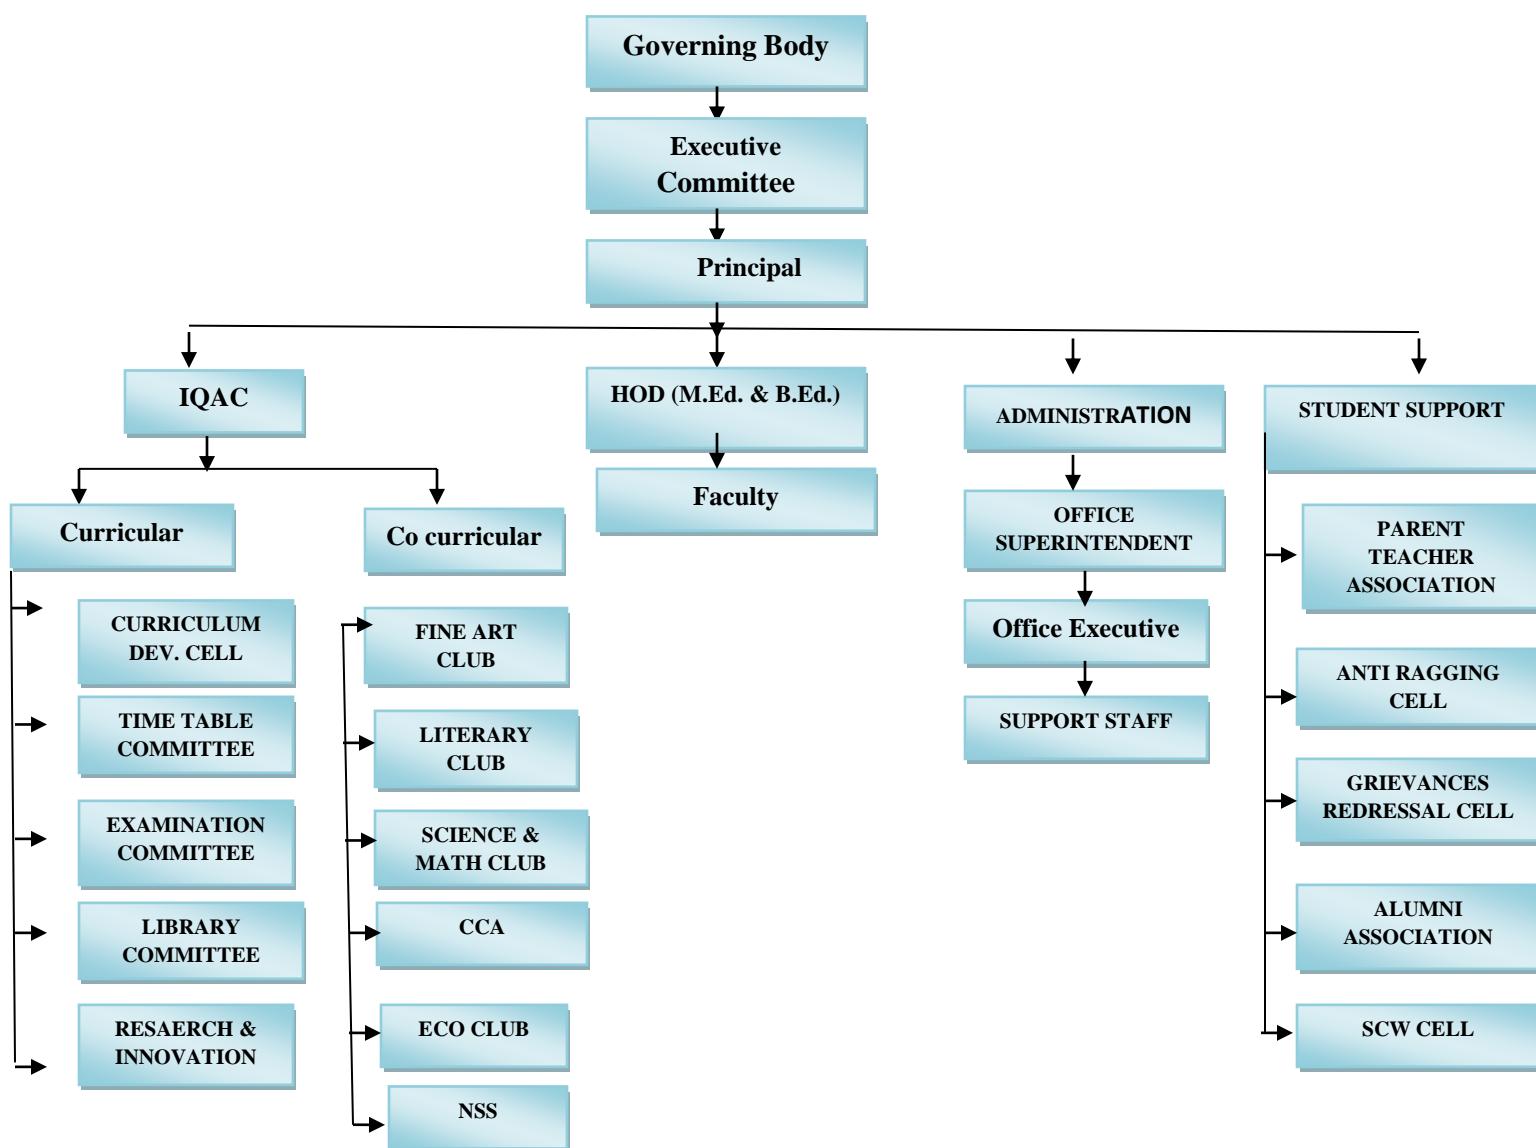 Governing Body
Executive
Committee
Principal
IQAC
HOD (M.Ed. & B.Ed.)
ADMINISTRATION
STUDENT SUPPORT
Faculty
Curricular
Co curricular
CURRICULUM
DEV. CELL
TIME TABLE
COMMITTEE
EXAMINATION
COMMITTEE
LIBRARY
COMMITTEE
RESAERCH &
INNOVATION
FINE ART
CLUB
LITERARY
CLUB
SCIENCE &
MATH CLUB
CCA
ECO CLUB
NSS
OFFICE
SUPERINTENDENT
Office Executive
SUPPORT STAFF
PARENT
TEACHER
ASSOCIATION
ANTI RAGGING
CELL
GRIEVANCES
REDRESSAL CELL
ALUMNI
ASSOCIATION
SCW CELL